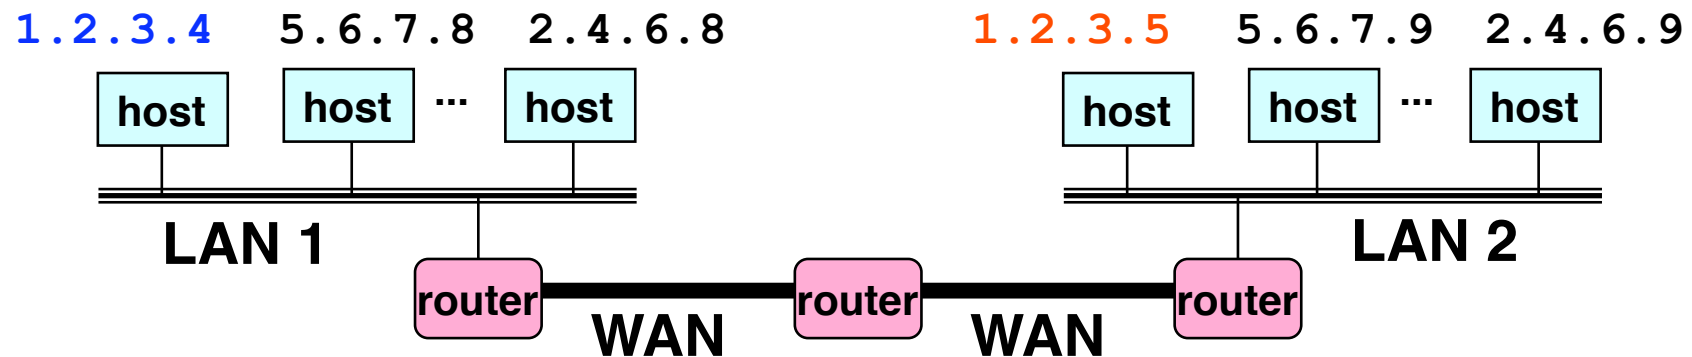 1.2.3.4 5.6.7.8 2.4.6.8 1.2.3.5 5.6.7.9 2.4.6.9
host host ... host host host ... host
LAN 1 LAN 2
router router router
WAN WAN